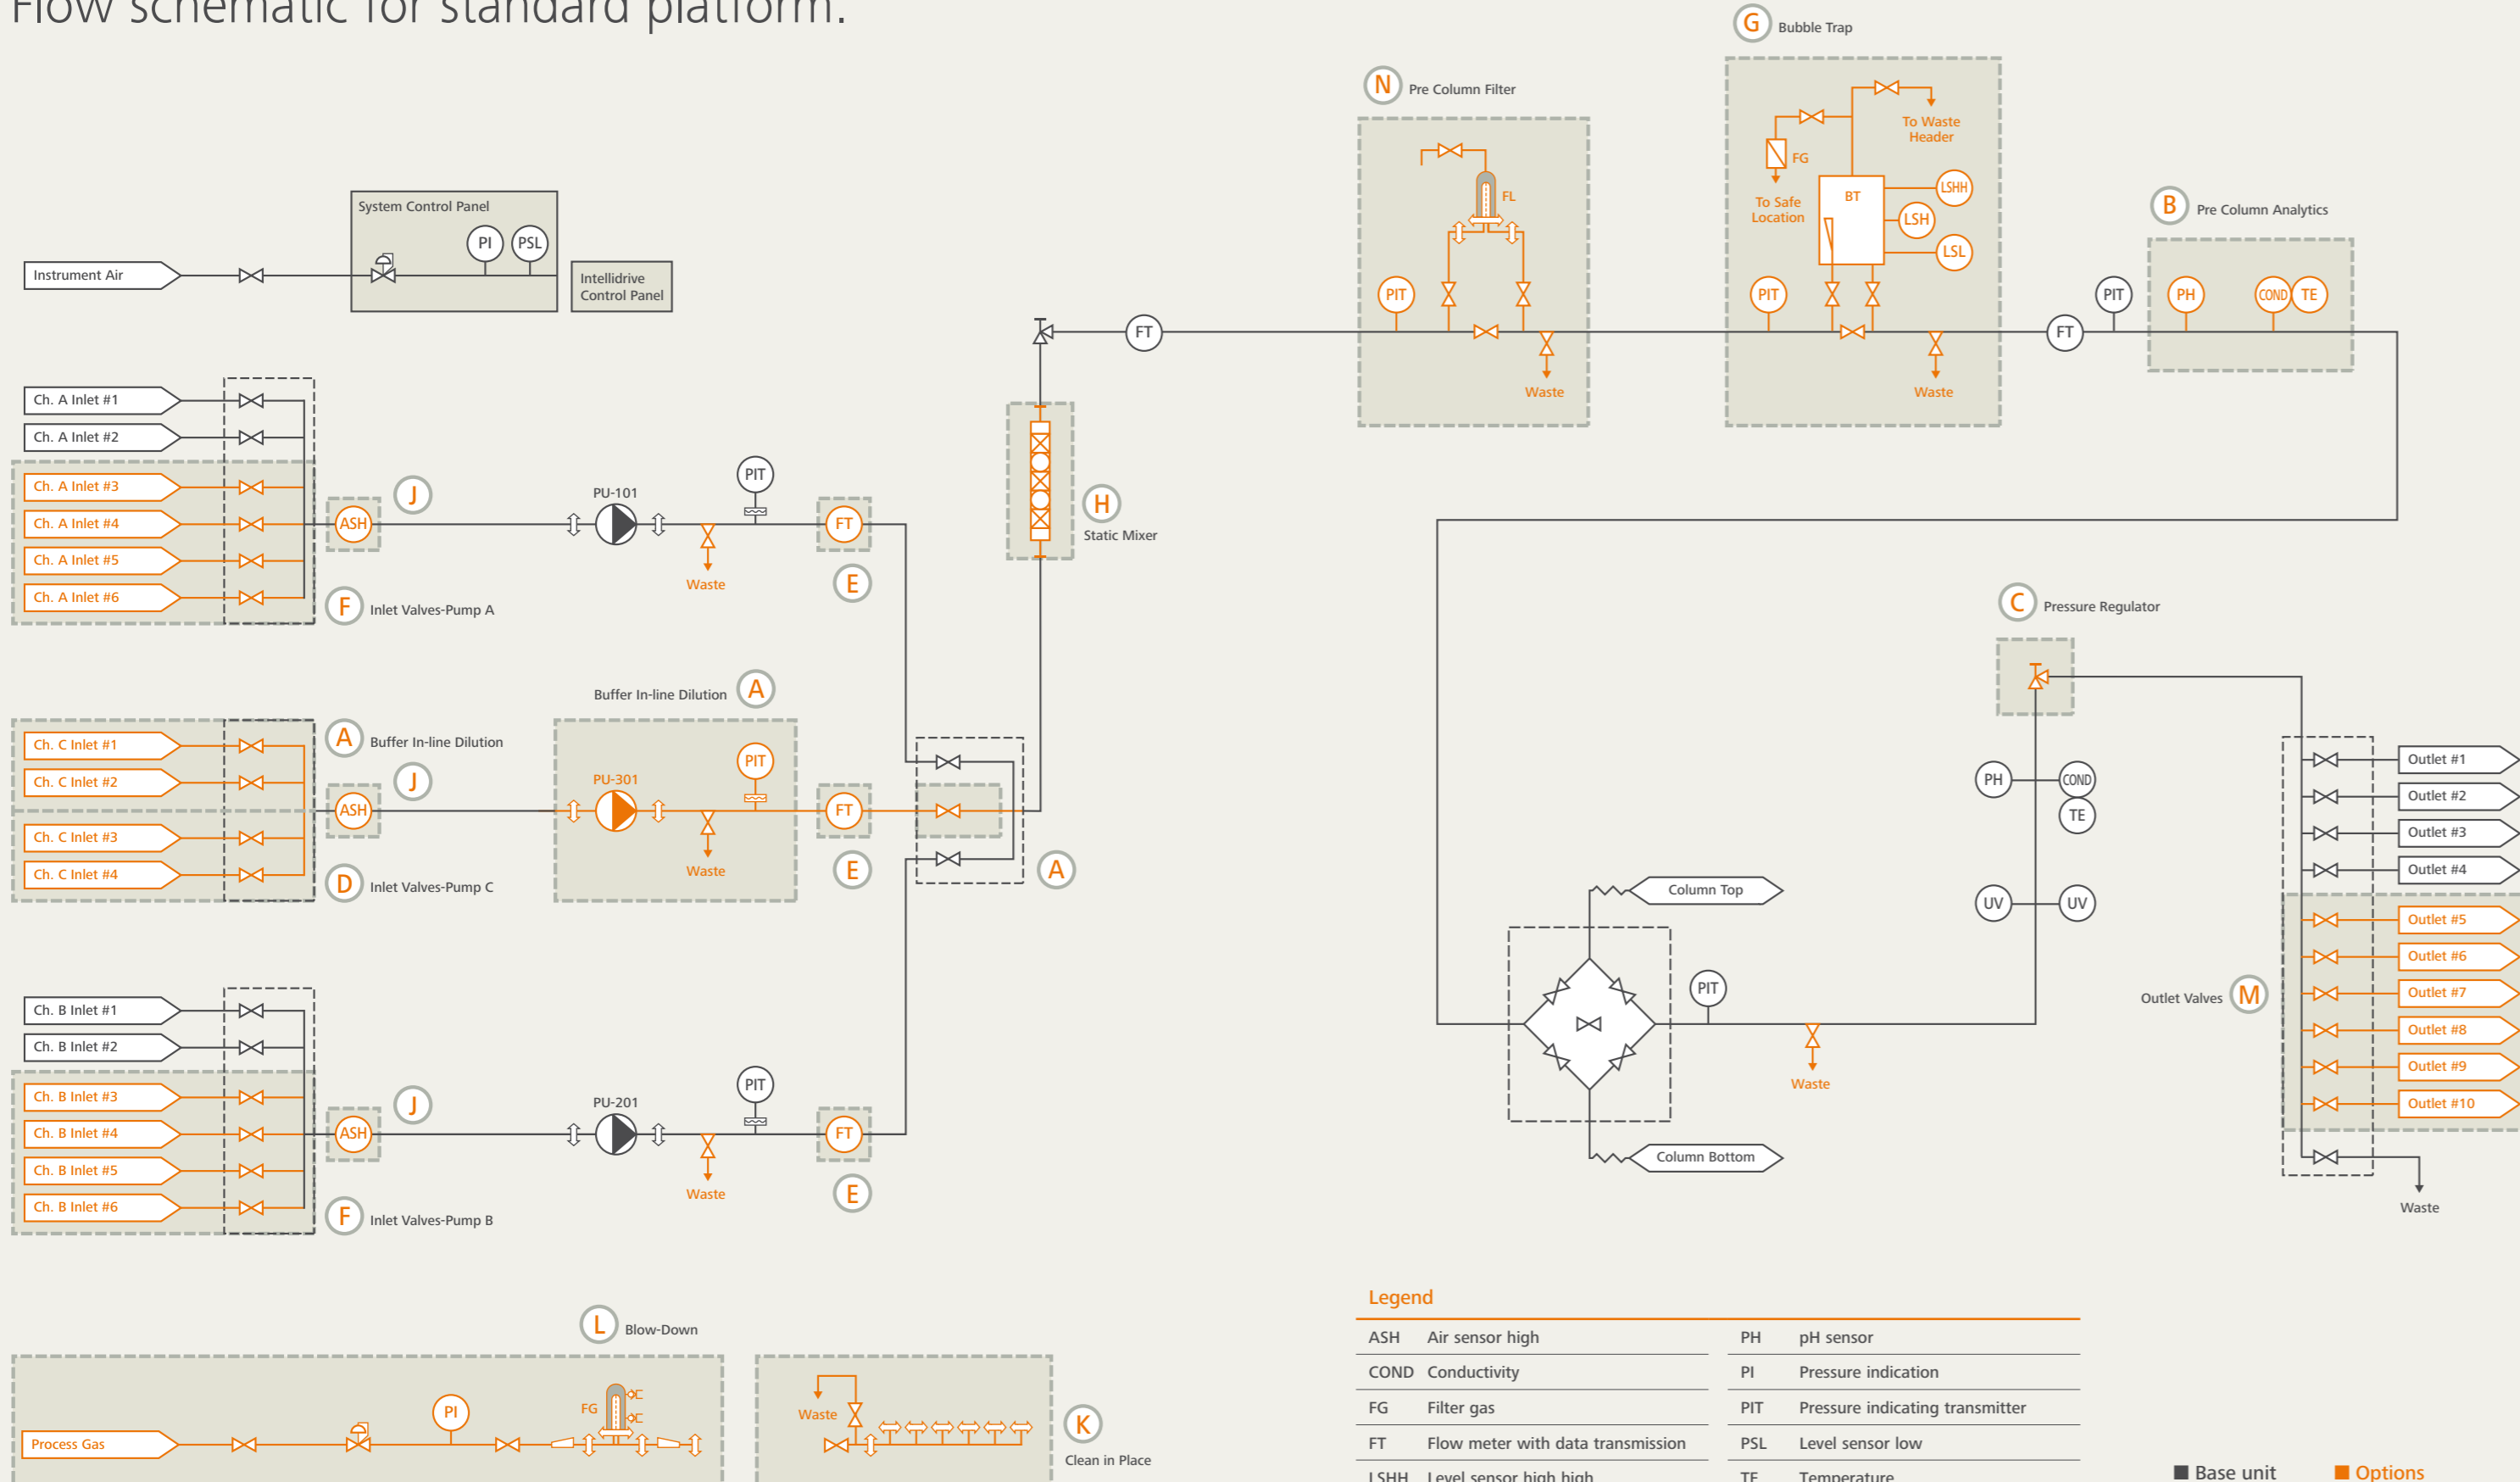 Flow schematic for standard platform.
G Bubble Trap
N Pre Column Filter
To Waste
Header
FG
To Safe
Location
BT
LSHH
LSH
LSL
PIT
Waste
FL
PIT
Waste
B Pre Column Analytics
FT
PIT
PH
COND
TE
System Control Panel
PI
PSL
Instrument Air
Intellidrive
Control Panel
FT
H
Static Mixer
Ch. A Inlet #1
Ch. A Inlet #2
Ch. A Inlet #3
Ch. A Inlet #4
Ch. A Inlet #5
Ch. A Inlet #6
ASH
J
F Inlet Valves-Pump A
PU-101
PIT
Waste
FT
E
Buffer In-line Dilution A
Ch. C Inlet #1
Ch. C Inlet #2
Ch. C Inlet #3
Ch. C Inlet #4
A Buffer In-line Dilution
J
ASH
D Inlet Valves-Pump C
PU-301
PIT
Waste
FT
E
A
Ch. B Inlet #1
Ch. B Inlet #2
Ch. B Inlet #3
Ch. B Inlet #4
Ch. B Inlet #5
Ch. B Inlet #6
ASH
J
F Inlet Valves-Pump B
PU-201
PIT
Waste
FT
E
C Pressure Regulator
PH
COND
TE
UV
UV
Column Top
PIT
Waste
Column Bottom
Outlet #1
Outlet #2
Outlet #3
Outlet #4
Outlet #5
Outlet #6
Outlet #7
Outlet #8
Outlet #9
Outlet #10
Outlet Valves M
Waste
L Blow-Down
Process Gas
PI
FG
Waste
K
Clean in Place
Legend
ASH Air sensor high
COND Conductivity
FG Filter gas
FT Flow meter with data transmission
LSHH Level sensor high high
PH pH sensor
PI Pressure indication
PIT Pressure indicating transmitter
PSL Level sensor low
TE Temperature
Base unit
Options